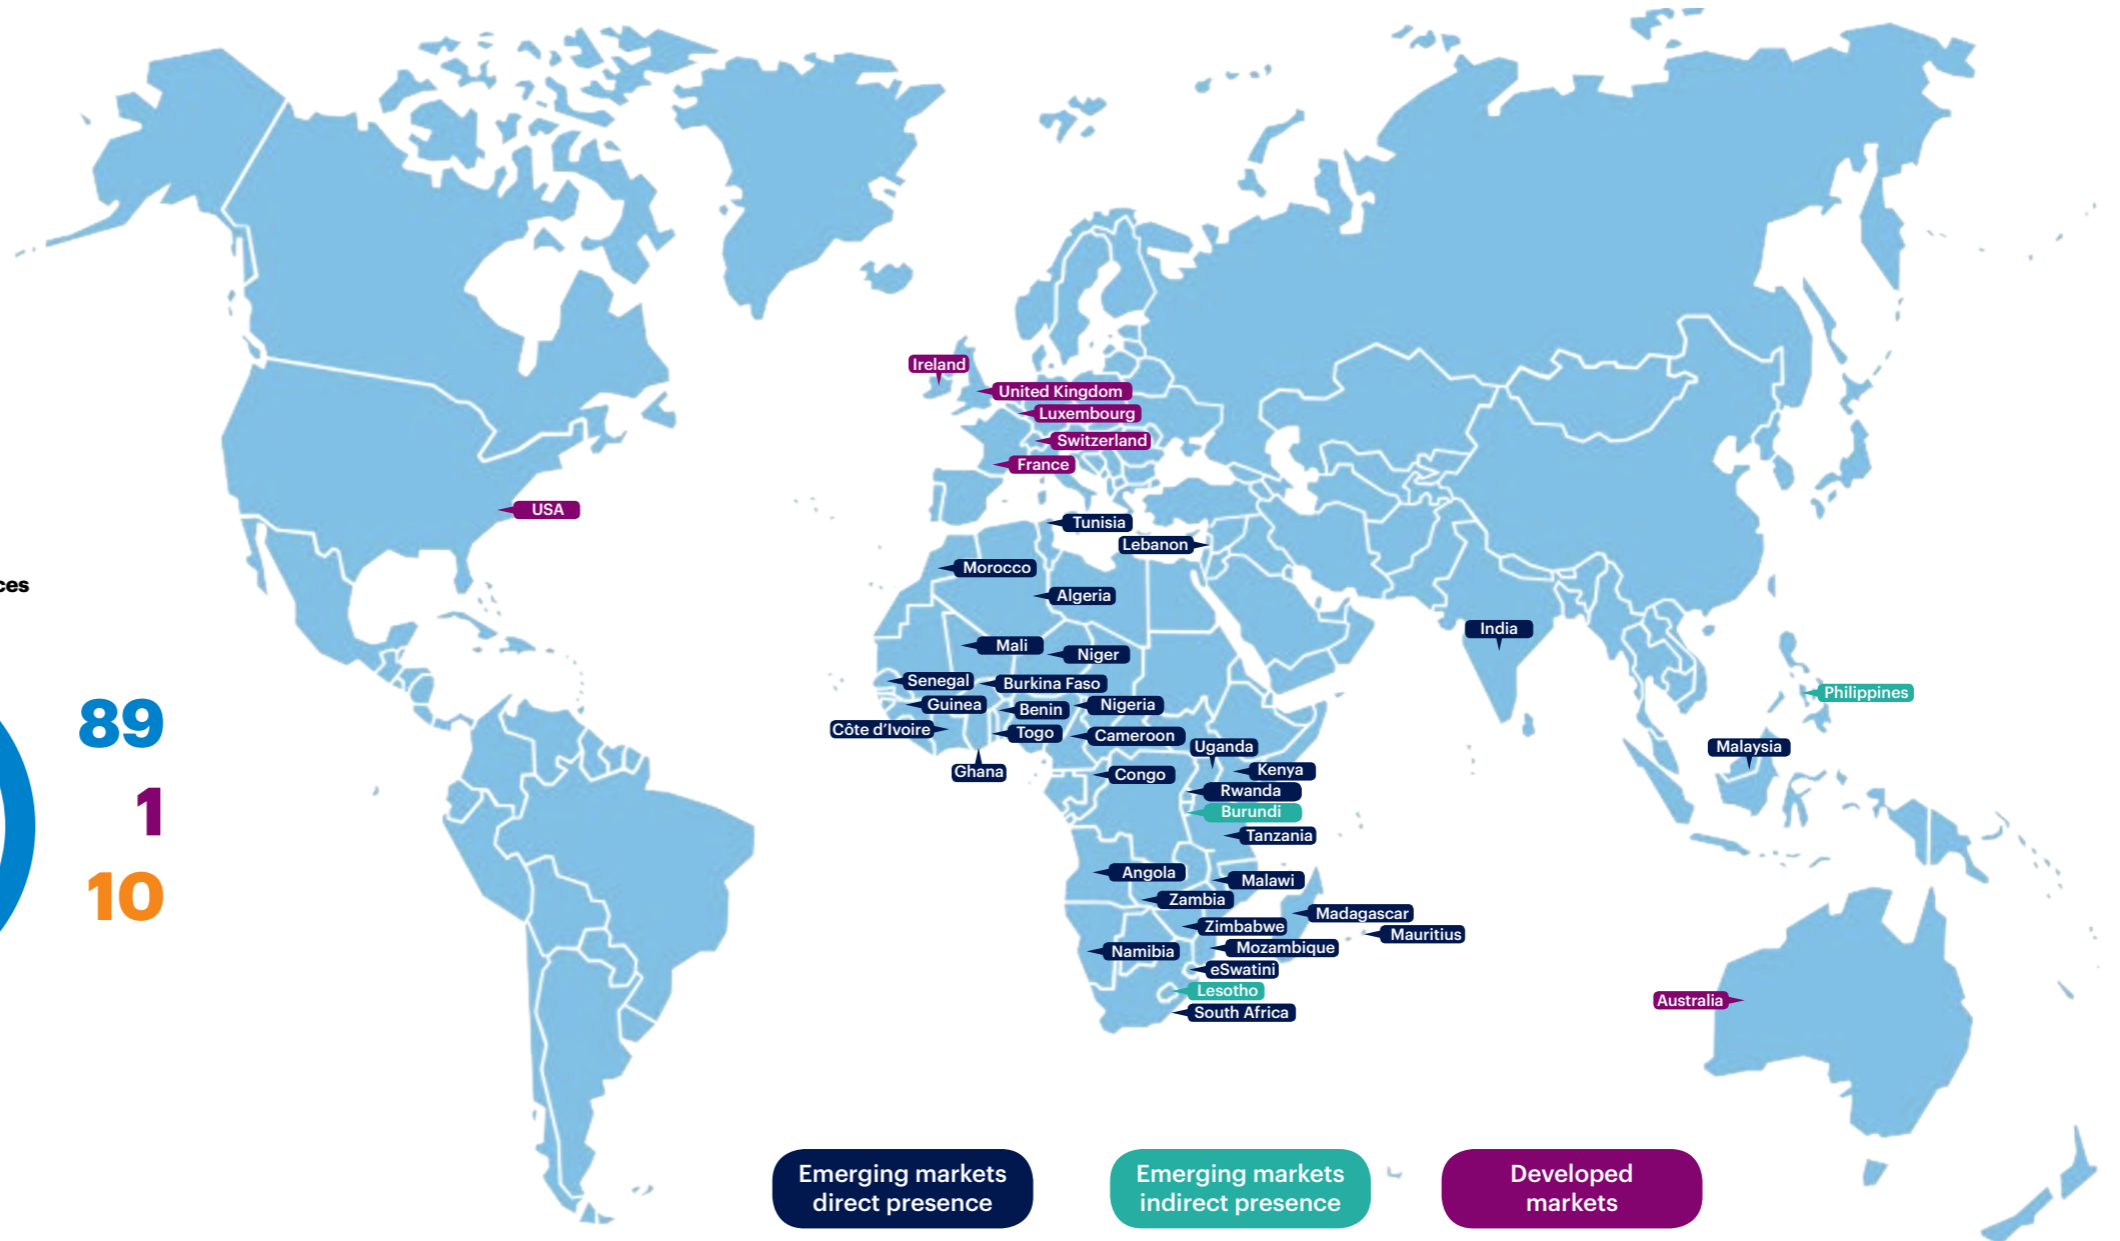 Ireland
United Kingdom
Luxembourg
Switzerland
France
USA
Tunisia
Lebanon
Morocco
Algeria
ces
India
Mali
Niger
Senegal
Burkina Faso
Philippines
Guinea
Benin
Nigeria
89
Côte d'Ivoire
Togo
Cameroon
Uganda
Malaysia
Ghana
Congo
Kenya
Rwanda
1
Burundi
Tanzania
Angola
Malawi
10
Zambia
Madagascar
Zimbabwe
Mauritius
Namibia
Mozambique
eSwatini
Lesotho
Australia
South Africa
Emerging markets
direct presence
Emerging markets
indirect presence
Developed
markets